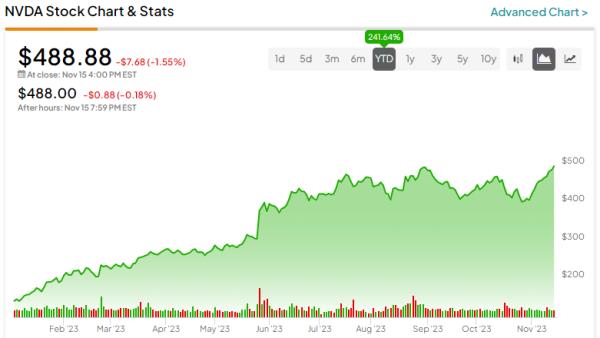 NVDA Stock Chart & Stats
Advanced Chart >
$488.88 -$7.68 (-1.55%)
At close: Nov 15 4:00 PM EST
$488.00 -$0.88 (-0.18%)
After hours: Nov 15 7:59 PM EST
241.64%
1d 5d 3m 6m YTD 1y 3y 5y 10y
$500
$400
$300
$200
Feb '23 Mar '23 Apr '23 May '23 Jun '23 Jul '23 Aug '23 Sep '23 Oct '23 Nov '23